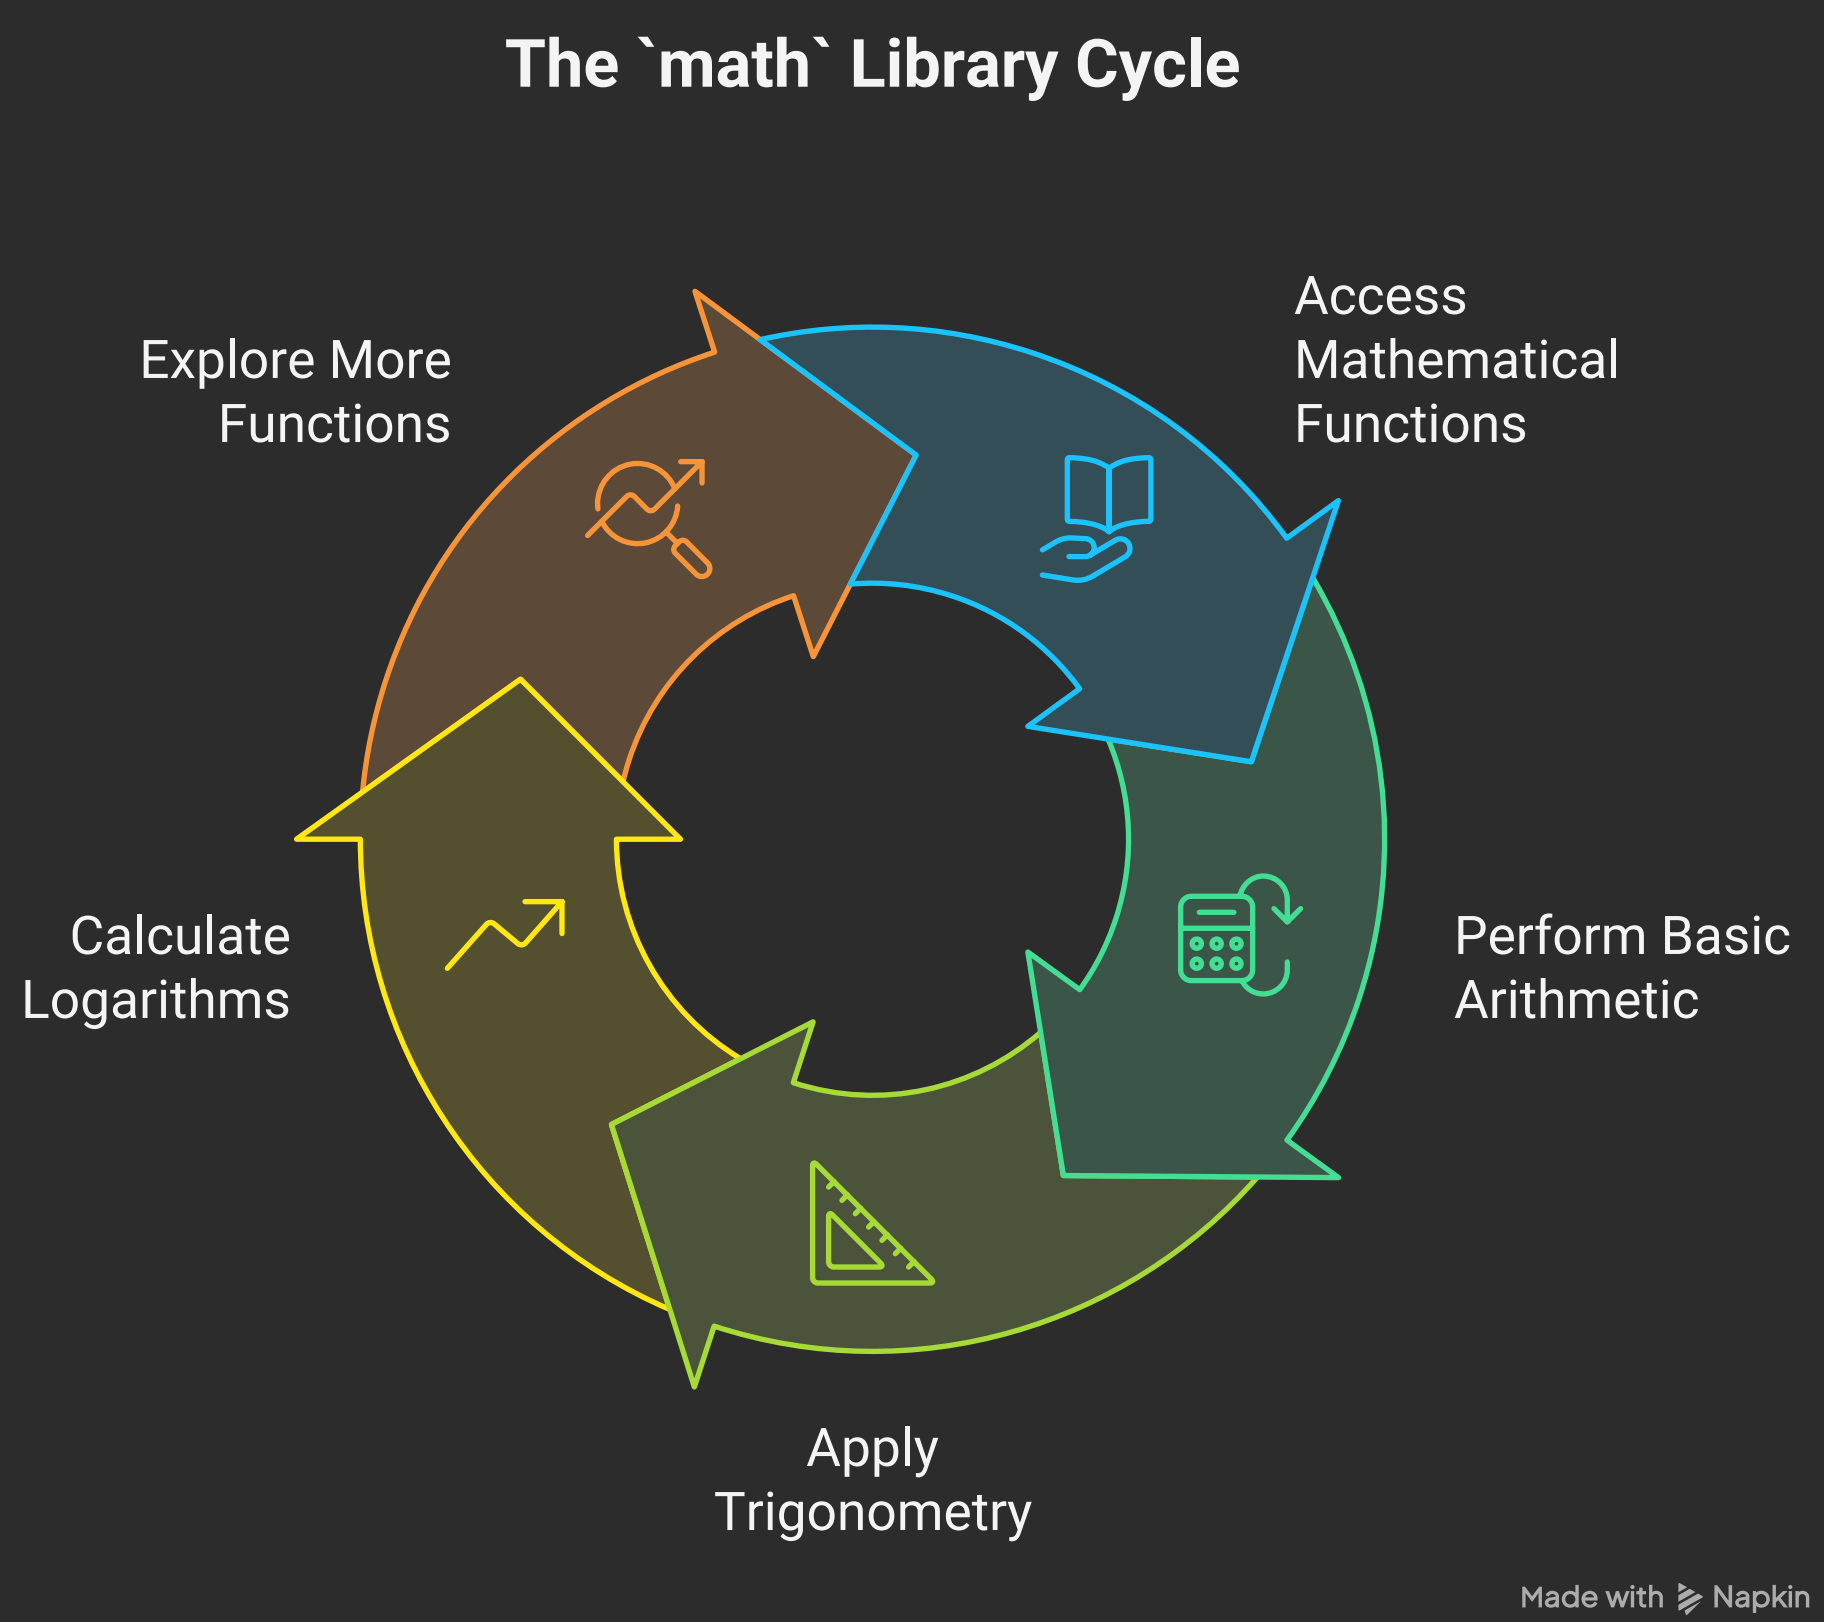 The `math` Library Cycle
Access
Mathematical
Functions
Perform Basic
Arithmetic
Apply
Trigonometry
Calculate
Logarithms
Explore More
Functions
Made with Napkin